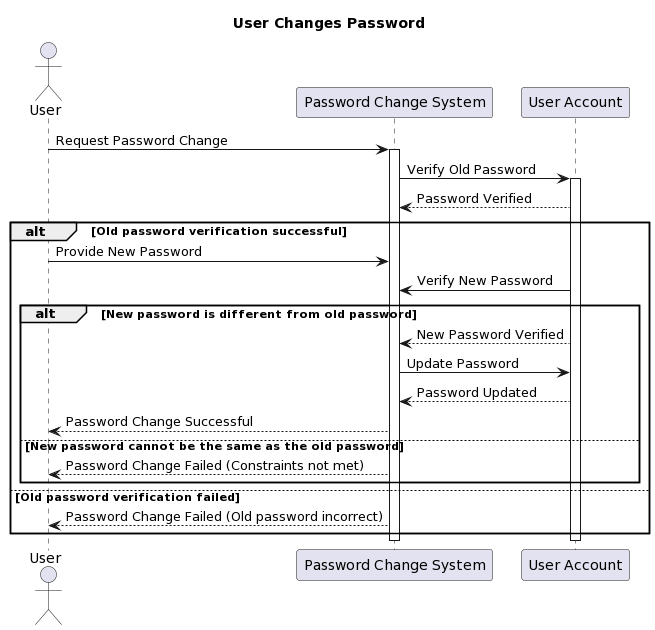 User Changes Password
User
Password Change System
User Account
Request Password Change
Verify Old Password
Password Verified
alt
[Old password verification successful]
Provide New Password
Verify New Password
alt
[New password is different from old password]
New Password Verified
Update Password
Password Updated
Password Change Successful
[New password cannot be the same as the old password]
Password Change Failed (Constraints not met)
[Old password verification failed]
Password Change Failed (Old password incorrect)
User
Password Change System
User Account